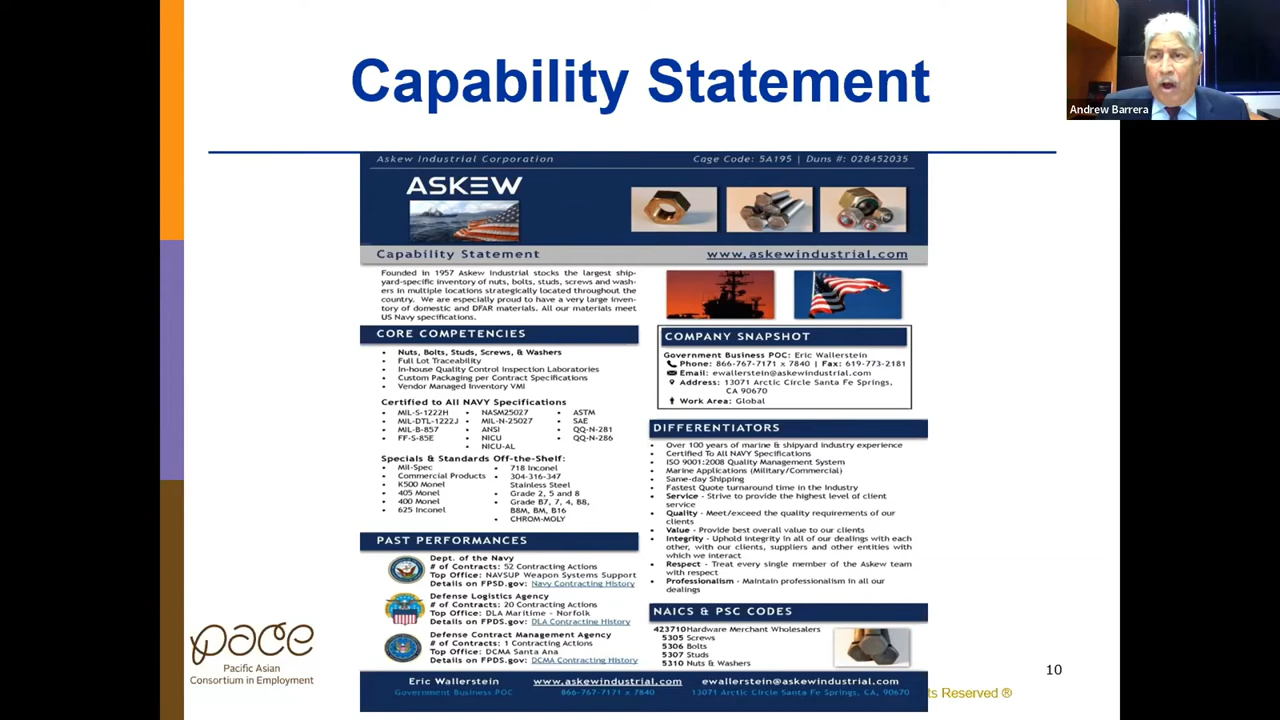 Capability Statement
Andrew Barrera
Askew Industrial Corporation
Cage Code: 5A195 | Duns #: 028452035
ASKEW
Capability Statement
www.askewindustrial.com
Founded in 1957 Askew Industrial stocks the largest ship-
yard-specific inventory of nuts, bolts, studs, screws and wash-
ers in multiple locations strategically located throughout the
country. We are especially proud to have a very large inven-
tory of domestic and DFAR materials. All our materials meet
US Navy specifications.
CORE COMPETENCIES
• Nuts, Bolts, Studs, Screws, & Washers
• Full Lot Traceability
• In-house Quality Control Inspection Laboratories
• Custom Packaging per Contract Specifications
• Vendor Managed Inventory VMI
Certified to All NAVY Specifications
• MIL-S-1222H
• MIL-DTL-1222J
• MIL-B-857
• FF-S-85E
• NASM25027
• MIL-N-25027
• ANSI
• NICU
• NICU-AL
• ASTM
• SAE
• QQ-N-281
• QQ-N-286
Specials & Standards Off-the-Shelf:
• Mil-Spec
• Commercial Products
• K500 Monel
• 405 Monel
• 400 Monel
• 625 Inconel
• 718 Inconel
• 304-316-347
Stainless Steel
• Grade 2, 5 and 8
• Grade B7, 7, 4, B8,
B8M, BM, B16
• CHROM-MOLY
PAST PERFORMANCES
Dept. of the Navy
# of Contracts: 52 Contracting Actions
Top Office: NAVSUP Weapon Systems Support
Details on FPSD.gov: Navy Contracting History
Defense Logistics Agency
# of Contracts: 20 Contracting Actions
Top Office: DLA Maritime - Norfolk
Details on FPDS.gov: DLA Contracting History
Defense Contract Management Agency
# of Contracts: 1 Contracting Actions
Top Office: DCMA Santa Ana
Details on FPDS.gov: DCMA Contracting History
COMPANY SNAPSHOT
Government Business POC: Eric Wallerstein
Phone: 866-767-7171 x 7840 | Fax: 619-773-2181
Email: ewallerstein@askewindustrial.com
Address: 13071 Arctic Circle Santa Fe Springs,
CA 90670
Work Area: Global
DIFFERENTIATORS
• Over 100 years of marine & shipyard industry experience
• Certified To All NAVY Specifications
• ISO 9001:2008 Quality Management System
• Marine Applications (Military/Commercial)
• Same-day Shipping
• Fastest Quote turnaround time in the Industry
• Service - Strive to provide the highest level of client
service
• Quality - Meet/exceed the quality requirements of our
clients
• Value - Provide best overall value to our clients
• Integrity - Uphold integrity in all of our dealings with each
other, with our clients, suppliers and other entities with
which we interact
• Respect - Treat every single member of the Askew team
with respect
• Professionalism - Maintain professionalism in all our
dealings
NAICS & PSC CODES
423710 Hardware Merchant Wholesalers
5305 Screws
5306 Bolts
5307 Studs
5310 Nuts & Washers
Eric Wallerstein
Government Business POC
www.askewindustrial.com
866-767-7171 x 7840
ewallerstein@askewindustrial.com
13071 Arctic Circle Santa Fe Springs, CA, 90670
pace
Pacific Asian
Consortium in Employment
10
ts Reserved ®